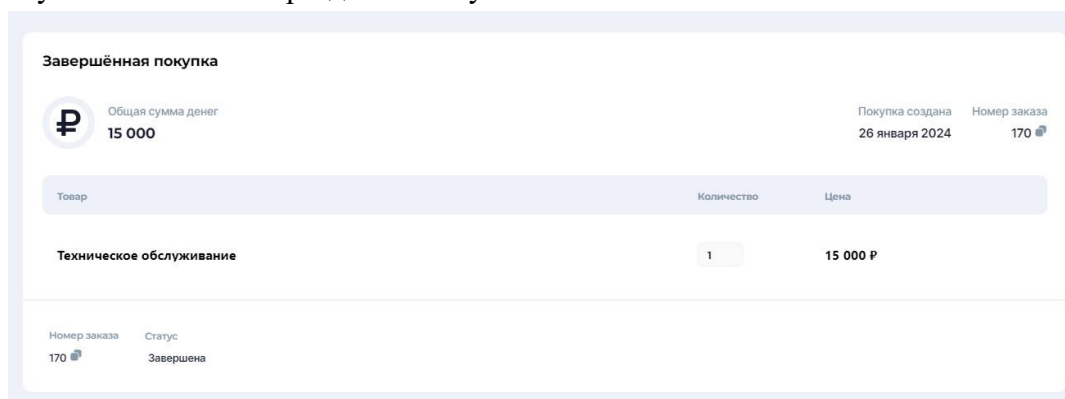 Завершённая покупка
Общая сумма денег
15 000
Покупка создана Номер заказа
26 января 2024 170
Товар Количество Цена
Техническое обслуживание 1 15 000 ₽
Номер заказа Статус
170 Завершена